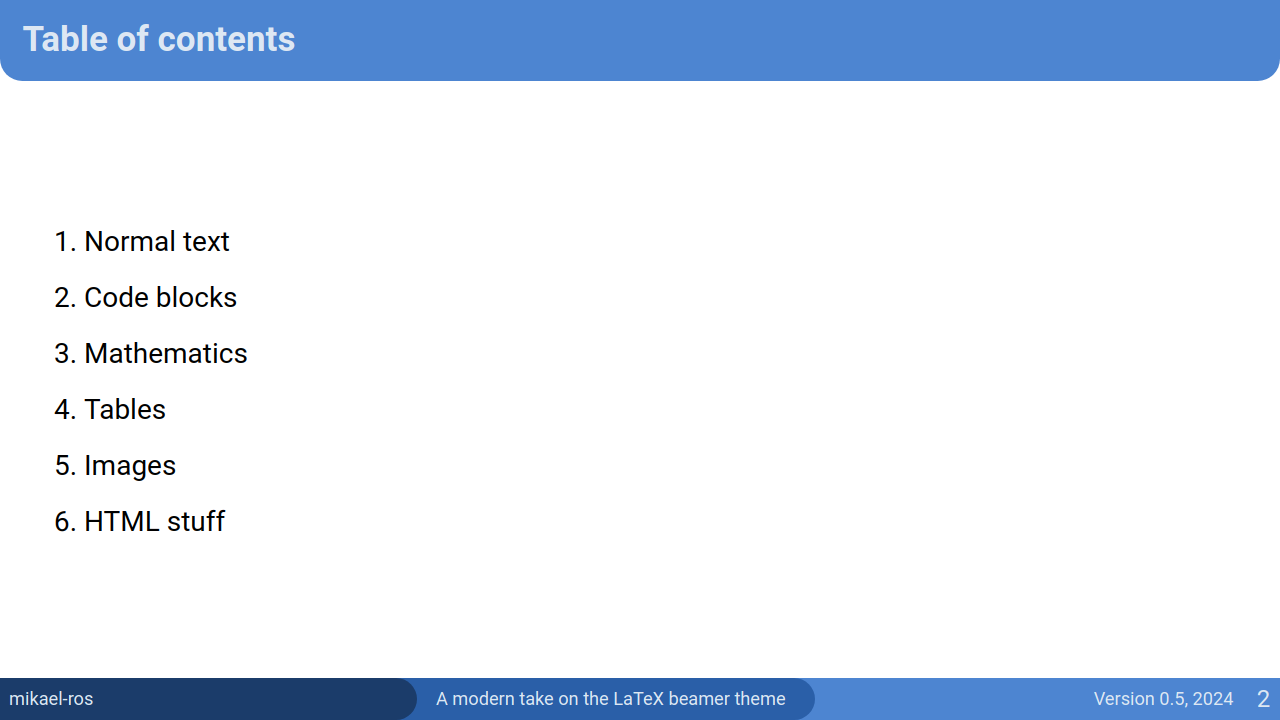 Table of contents
1. Normal text
2. Code blocks
3. Mathematics
4. Tables
5. Images
6. HTML stuff
mikael-ros A modern take on the LaTeX beamer theme Version 0.5, 2024 2